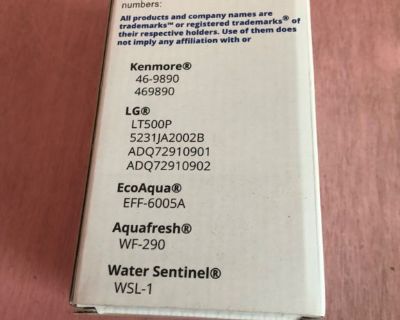 numbers:
All products and company names are
trademarks™ or registered trademarks® of
their respective holders. Use of them does
not imply any affiliation with or
Kenmore®
46-9890
469890
LG®
LT500P
5231JA2002B
ADQ72910901
ADQ72910902
EcoAqua®
EFF-6005A
Aquafresh®
WF-290
Water Sentinel®
WSL-1